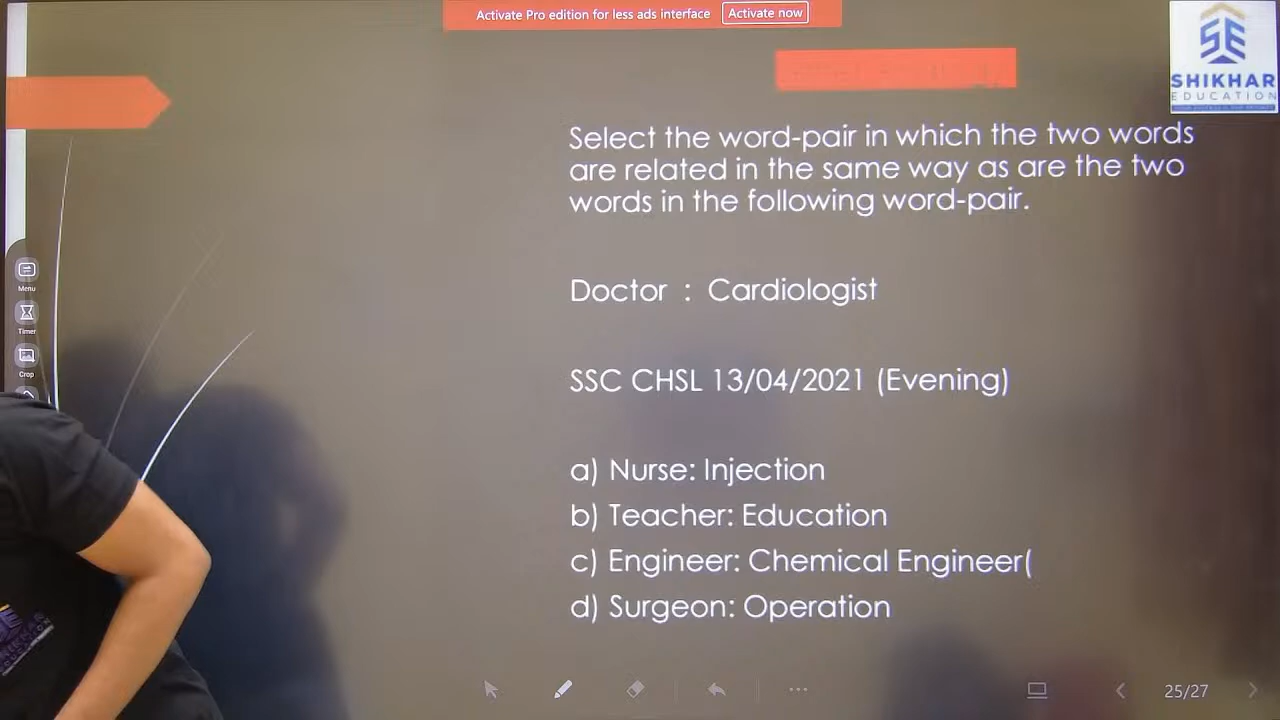 Activate Pro edition for less ads interface Activate now
SE
SHIKHAR
EDUCATION
Select the word-pair in which the two words
are related in the same way as are the two
words in the following word-pair.
Menu
Doctor : Cardiologist
Timer
Crop
SSC CHSL 13/04/2021 (Evening)
a) Nurse: Injection
b) Teacher: Education
c) Engineer: Chemical Engineer(
d) Surgeon: Operation
25/27